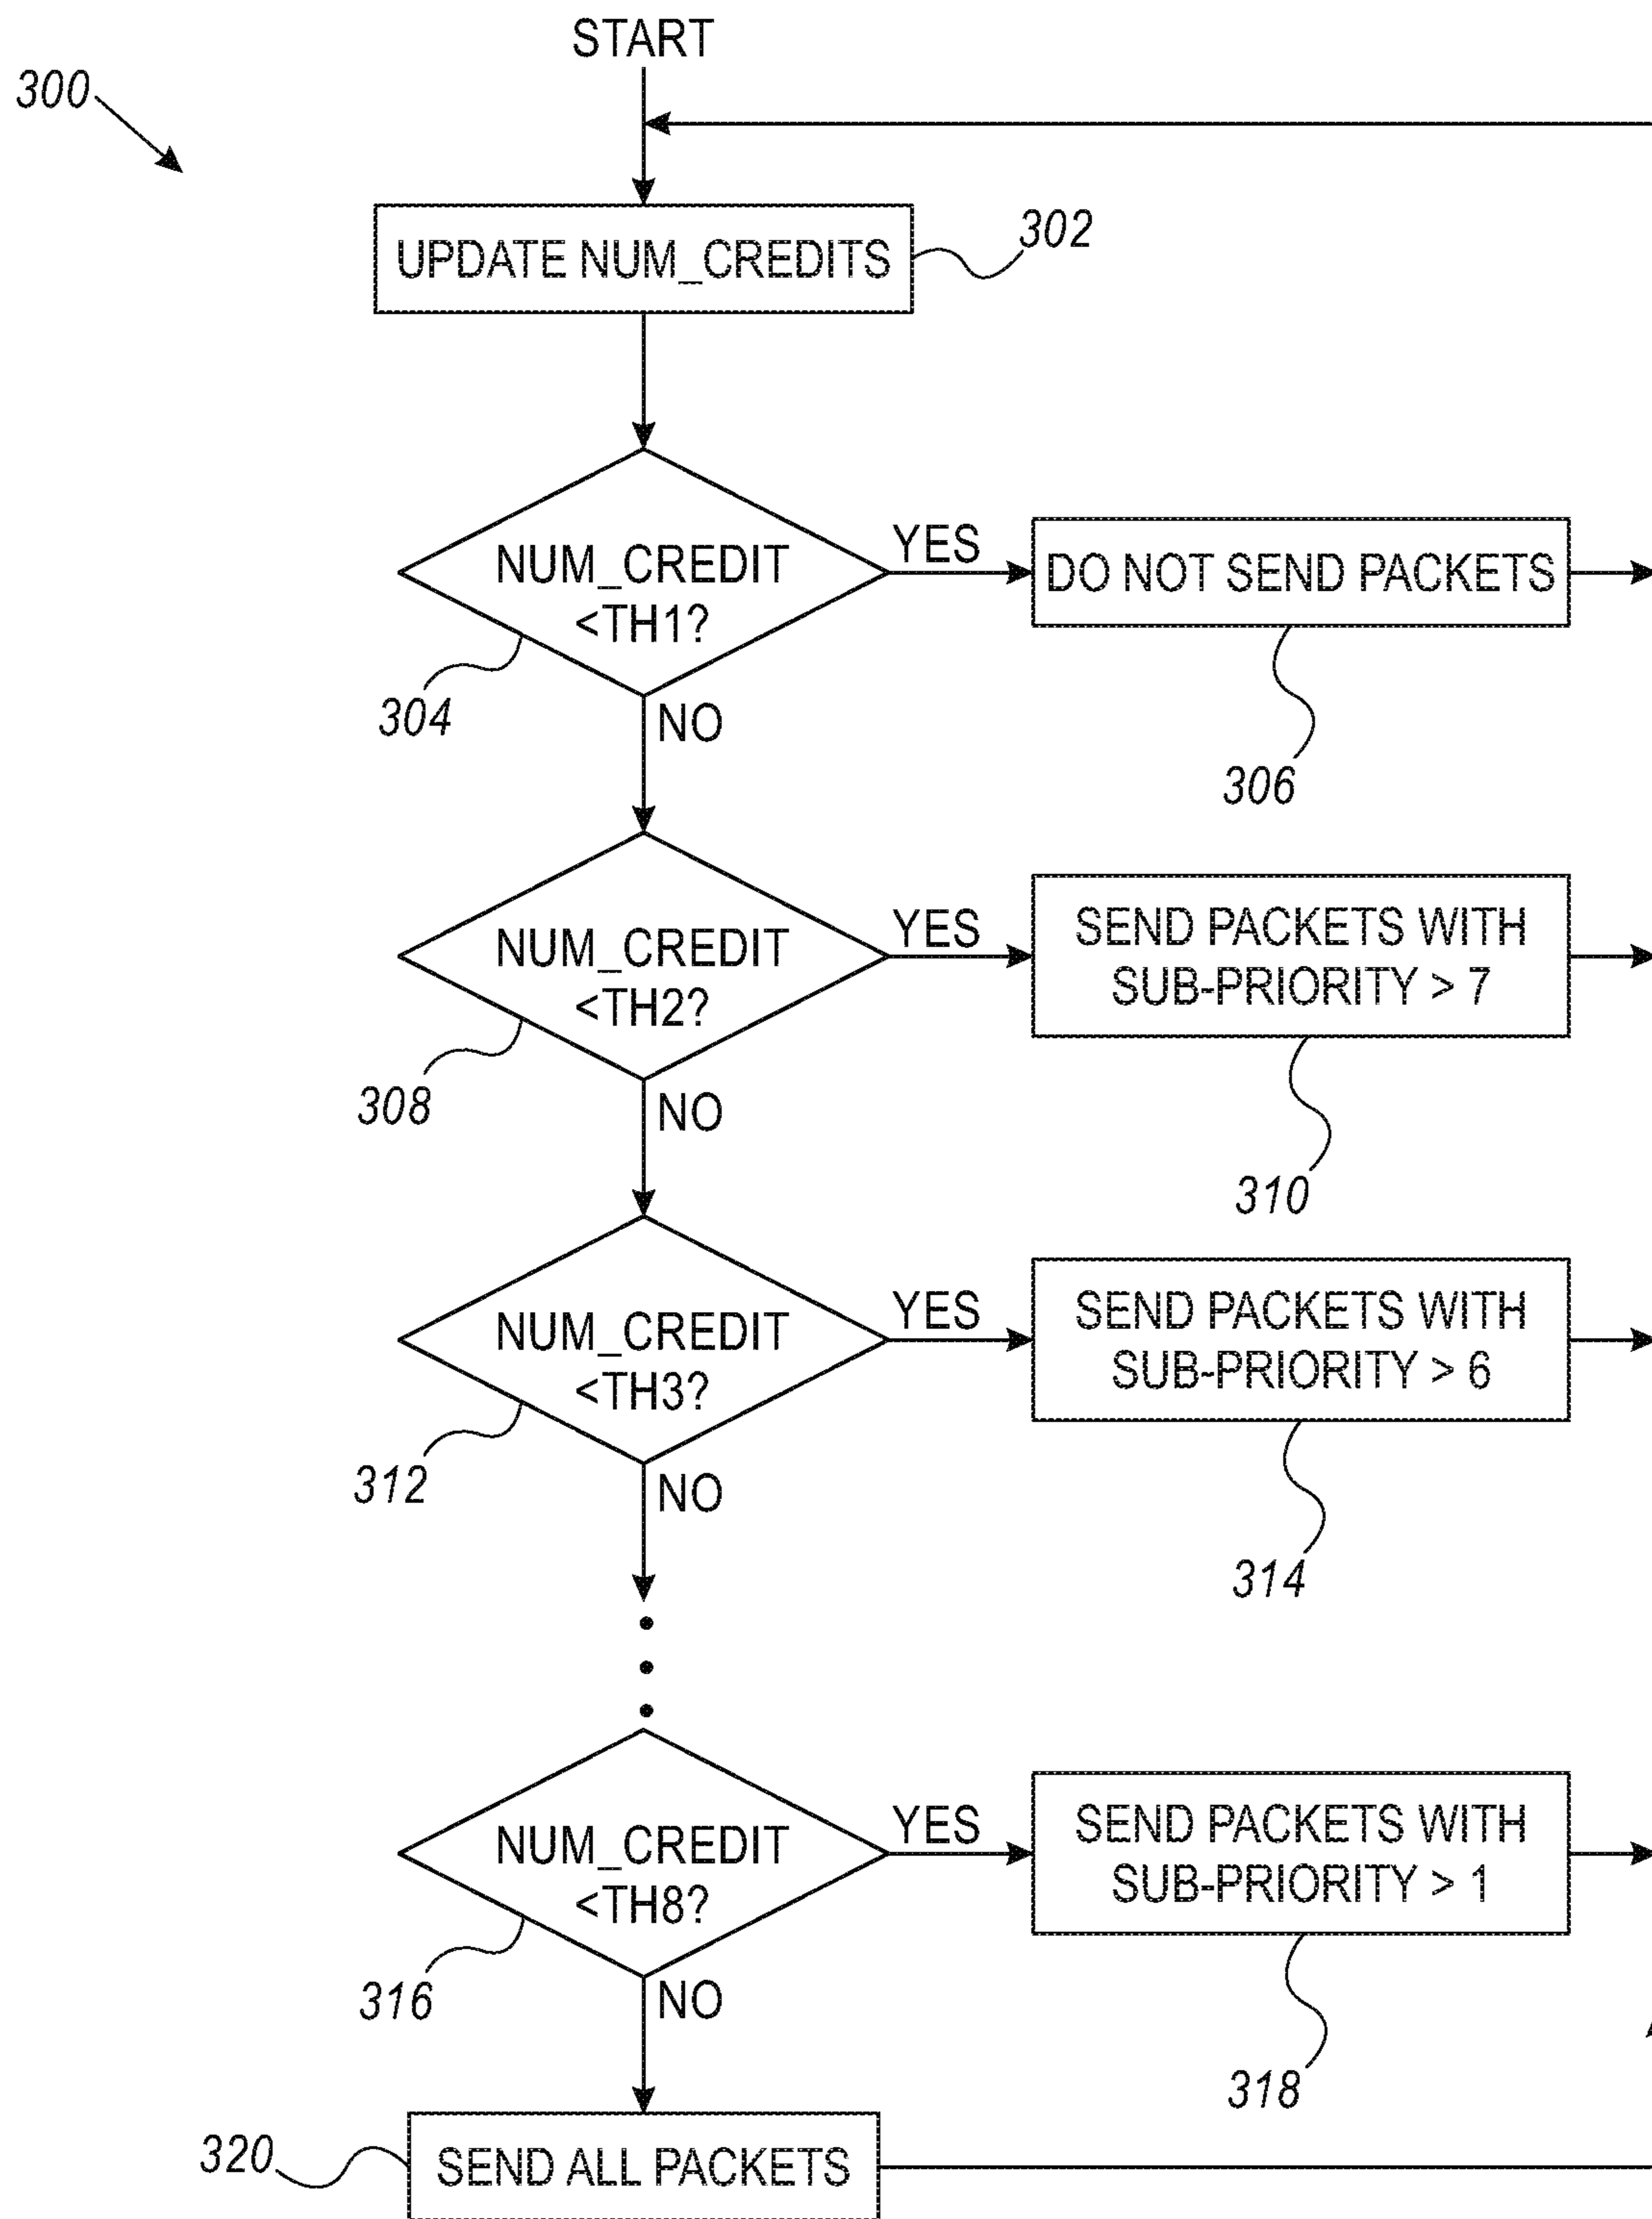 START
300
302
UPDATE NUM_CREDITS
NUM_CREDIT
<TH1?
YES
DO NOT SEND PACKETS
304
NO
306
NUM_CREDIT
<TH2?
YES
SEND PACKETS WITH
SUB-PRIORITY > 7
308
NO
310
NUM_CREDIT
<TH3?
YES
SEND PACKETS WITH
SUB-PRIORITY > 6
312
NO
314
NUM_CREDIT
<TH8?
YES
SEND PACKETS WITH
SUB-PRIORITY > 1
316
NO
318
320
SEND ALL PACKETS